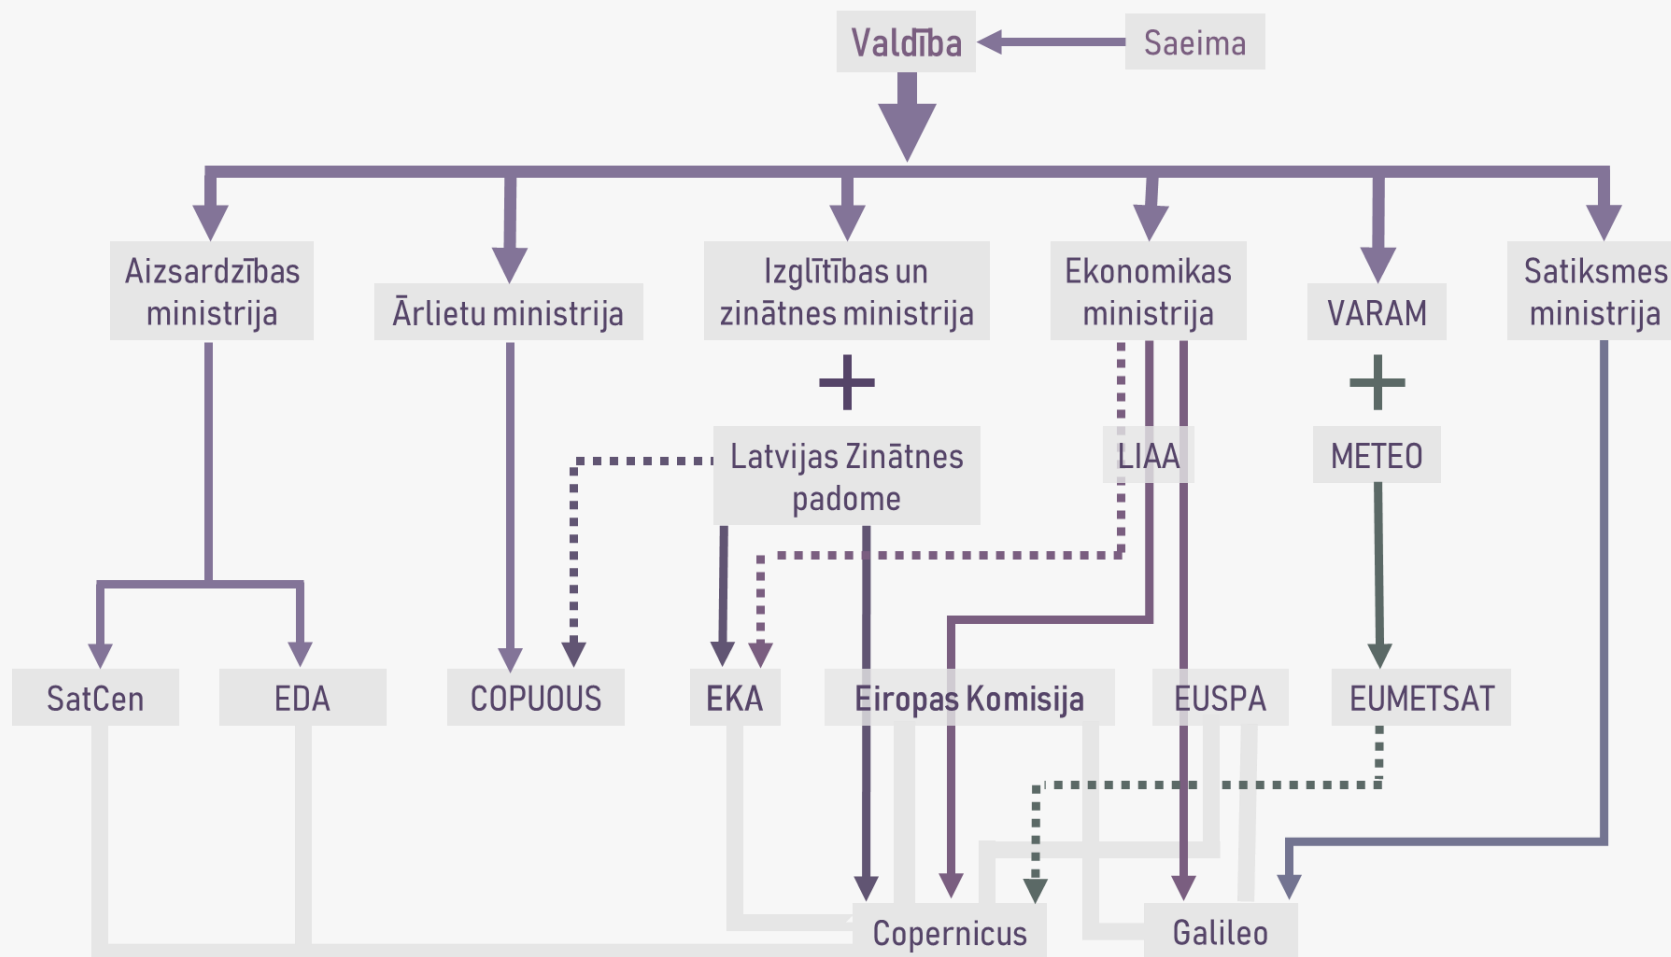 Valdība
Saeima
Aizsardzības
ministrija
Ārlietu ministrija
Izglītības un
zinātnes ministrija
Ekonomikas
ministrija
VARAM
Satiksmes
ministrija
+
+
Latvijas Zinātnes
padome
LIAA
METEO
SatCen
EDA
COPUOUS
EKA
Eiropas Komisija
EUSPA
EUMETSAT
Copernicus
Galileo